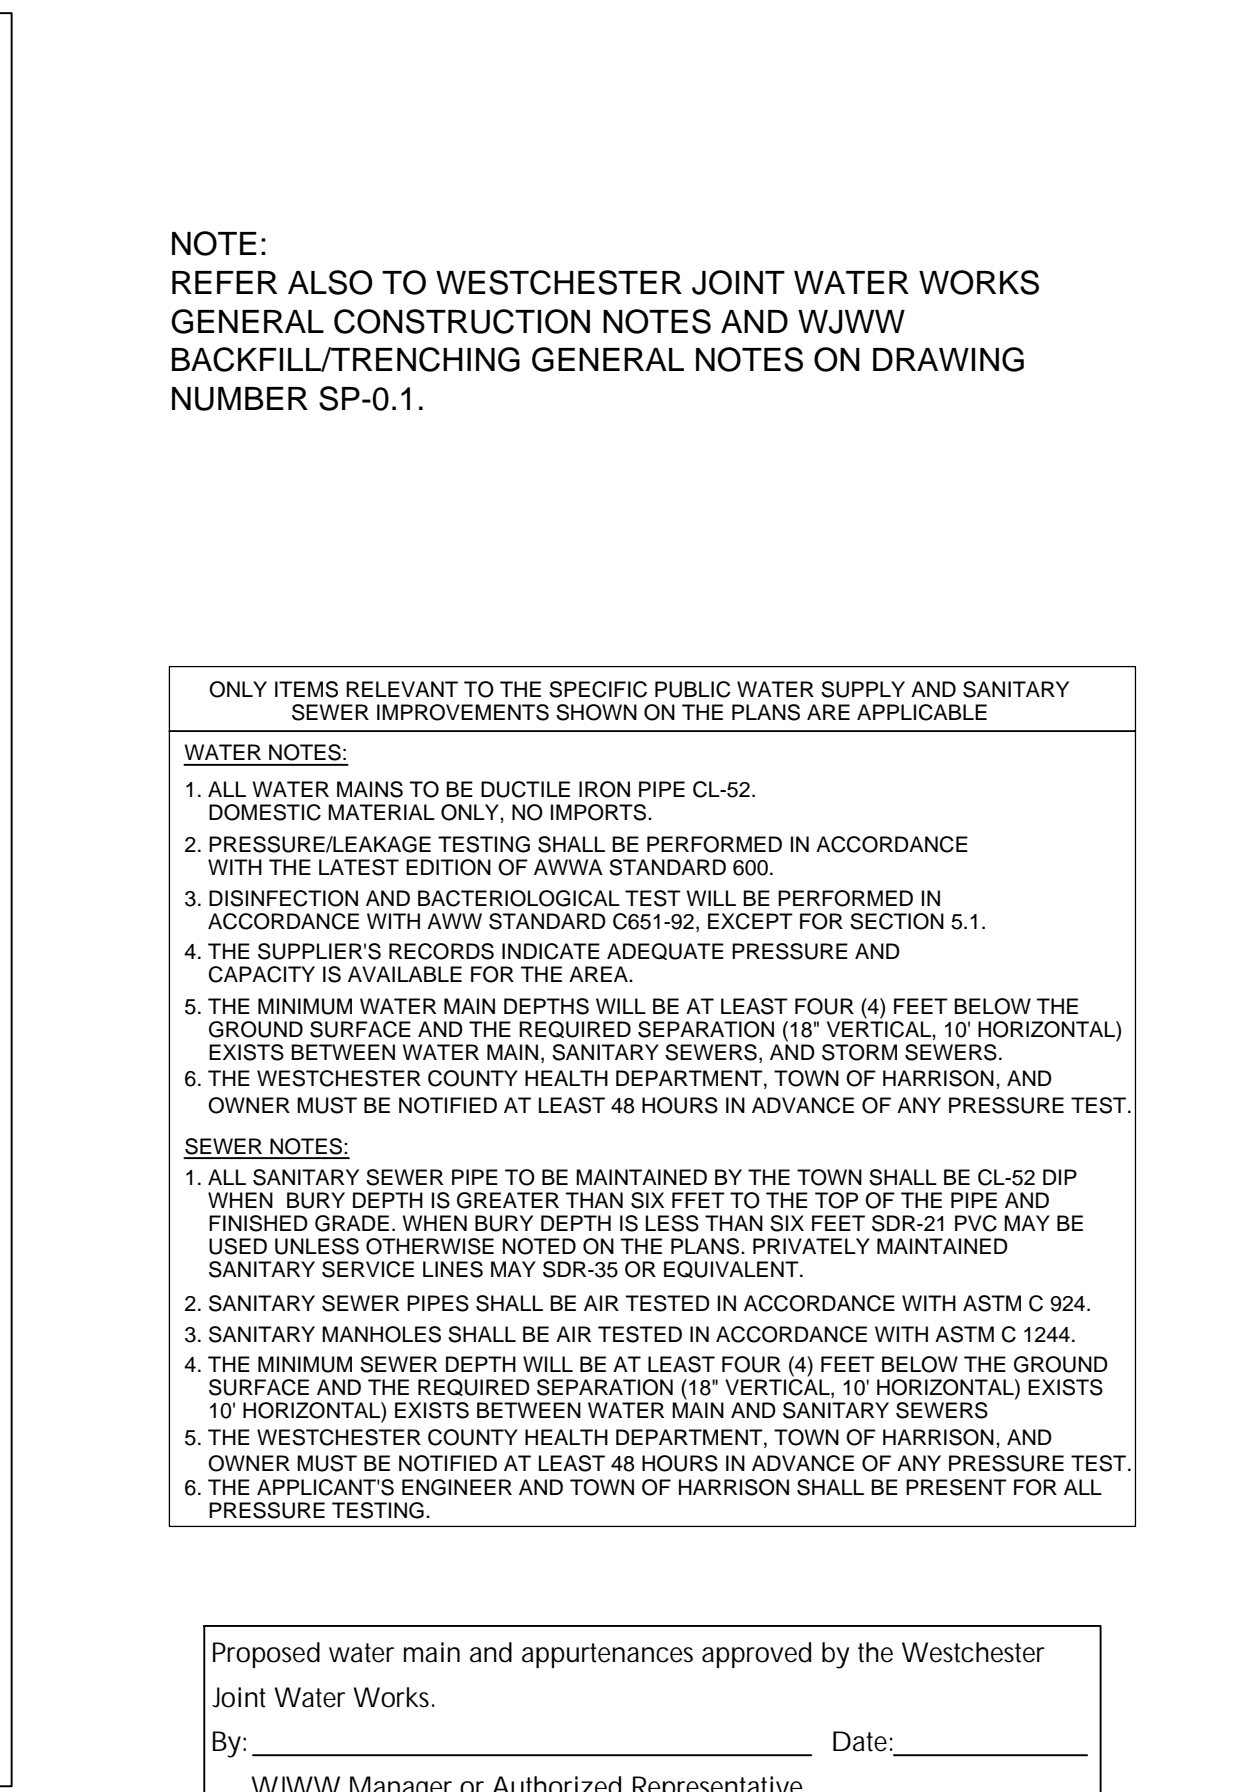 NOTE:
REFER ALSO TO WESTCHESTER JOINT WATER WORKS
GENERAL CONSTRUCTION NOTES AND WJWW
BACKFILL/TRENCHING GENERAL NOTES ON DRAWING
NUMBER SP-0.1.
ONLY ITEMS RELEVANT TO THE SPECIFIC PUBLIC WATER SUPPLY AND SANITARY
SEWER IMPROVEMENTS SHOWN ON THE PLANS ARE APPLICABLE
WATER NOTES:
1. ALL WATER MAINS TO BE DUCTILE IRON PIPE CL-52.
DOMESTIC MATERIAL ONLY, NO IMPORTS.
2. PRESSURE/LEAKAGE TESTING SHALL BE PERFORMED IN ACCORDANCE
WITH THE LATEST EDITION OF AWWA STANDARD 600.
3. DISINFECTION AND BACTERIOLOGICAL TEST WILL BE PERFORMED IN
ACCORDANCE WITH AWW STANDARD C651-92, EXCEPT FOR SECTION 5.1.
4. THE SUPPLIER'S RECORDS INDICATE ADEQUATE PRESSURE AND
CAPACITY IS AVAILABLE FOR THE AREA.
5. THE MINIMUM WATER MAIN DEPTHS WILL BE AT LEAST FOUR (4) FEET BELOW THE
GROUND SURFACE AND THE REQUIRED SEPARATION (18" VERTICAL, 10' HORIZONTAL)
EXISTS BETWEEN WATER MAIN, SANITARY SEWERS, AND STORM SEWERS.
6. THE WESTCHESTER COUNTY HEALTH DEPARTMENT, TOWN OF HARRISON, AND
OWNER MUST BE NOTIFIED AT LEAST 48 HOURS IN ADVANCE OF ANY PRESSURE TEST.
SEWER NOTES:
1. ALL SANITARY SEWER PIPE TO BE MAINTAINED BY THE TOWN SHALL BE CL-52 DIP
WHEN BURY DEPTH IS GREATER THAN SIX FFET TO THE TOP OF THE PIPE AND
FINISHED GRADE. WHEN BURY DEPTH IS LESS THAN SIX FEET SDR-21 PVC MAY BE
USED UNLESS OTHERWISE NOTED ON THE PLANS. PRIVATELY MAINTAINED
SANITARY SERVICE LINES MAY SDR-35 OR EQUIVALENT.
2. SANITARY SEWER PIPES SHALL BE AIR TESTED IN ACCORDANCE WITH ASTM C 924.
3. SANITARY MANHOLES SHALL BE AIR TESTED IN ACCORDANCE WITH ASTM C 1244.
4. THE MINIMUM SEWER DEPTH WILL BE AT LEAST FOUR (4) FEET BELOW THE GROUND
SURFACE AND THE REQUIRED SEPARATION (18" VERTICAL, 10' HORIZONTAL) EXISTS
10' HORIZONTAL) EXISTS BETWEEN WATER MAIN AND SANITARY SEWERS
5. THE WESTCHESTER COUNTY HEALTH DEPARTMENT, TOWN OF HARRISON, AND
OWNER MUST BE NOTIFIED AT LEAST 48 HOURS IN ADVANCE OF ANY PRESSURE TEST.
6. THE APPLICANT'S ENGINEER AND TOWN OF HARRISON SHALL BE PRESENT FOR ALL
PRESSURE TESTING.
Proposed water main and appurtenances approved by the Westchester
Joint Water Works.
By: Date:
WJWW Manager or Authorized Representative